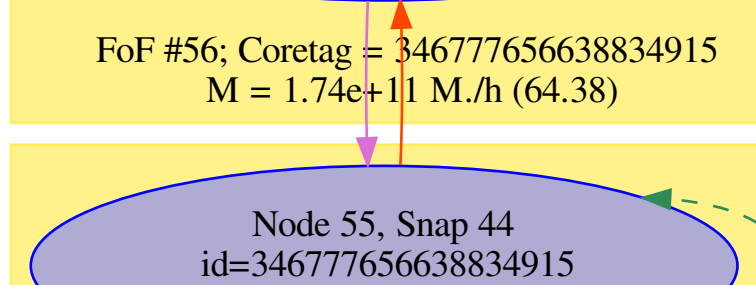 FoF #56; Coretag = 346777656638834915
M = 1.74e+11 M./h (64.38)
Node 55, Snap 44
id=346777656638834915